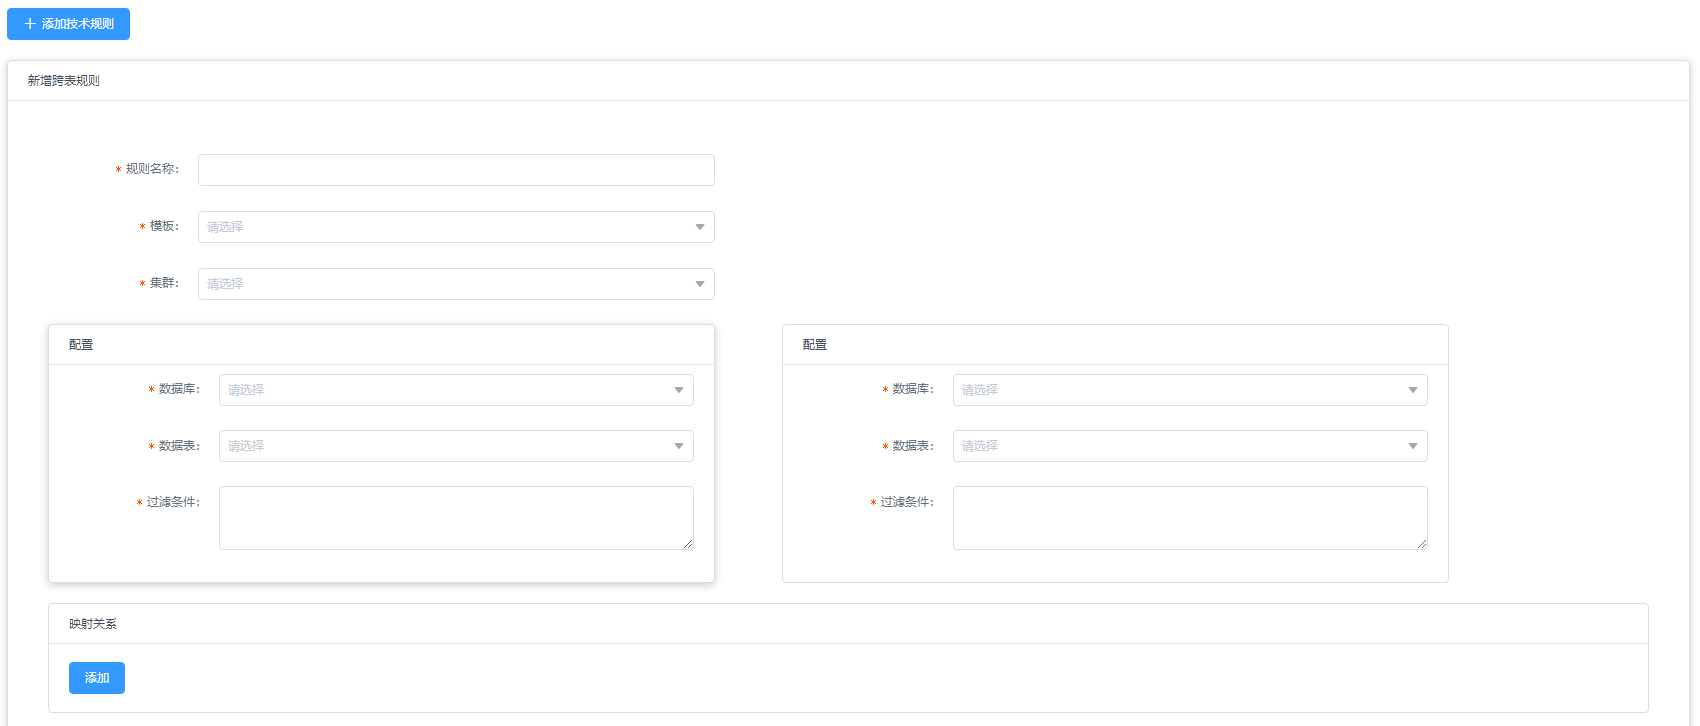 添加技术规则
新增跨表规则
* 规则名称:
* 模板: 请选择
* 集群: 请选择
配置
* 数据库: 请选择
* 数据表: 请选择
* 过滤条件:
配置
* 数据库: 请选择
* 数据表: 请选择
* 过滤条件:
映射关系
添加